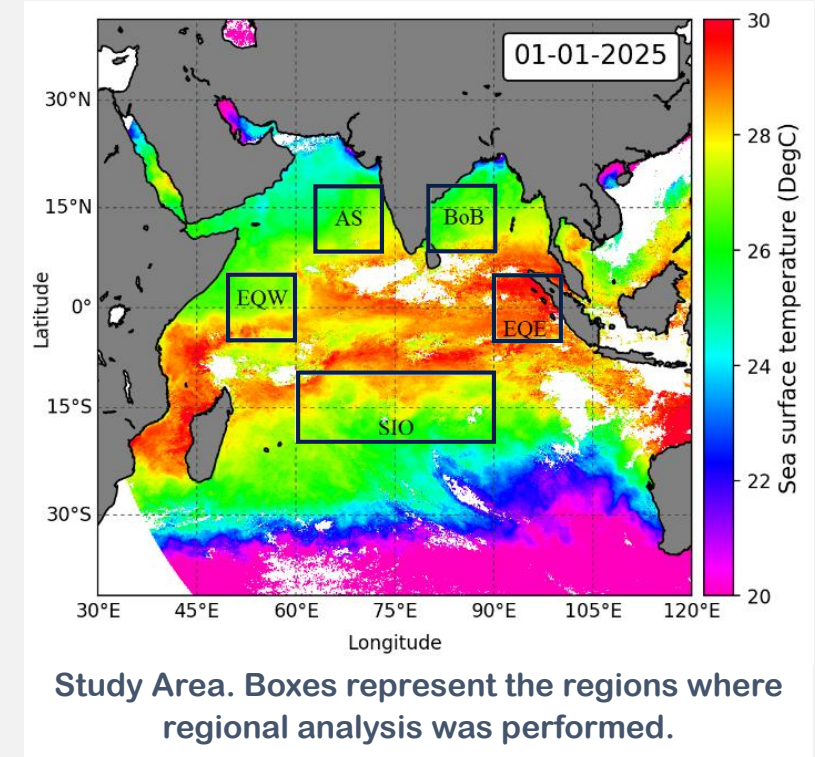 01-01-2025
30
30°N
28
15°N
AS
BoB
26
EQW
0°
EQE
24
15°S
SIO
22
30°S
20
30°E 45°E 60°E 75°E 90°E 105°E 120°E
Longitude
Latitude
Sea surface temperature (DegC)
Study Area. Boxes represent the regions where
regional analysis was performed.